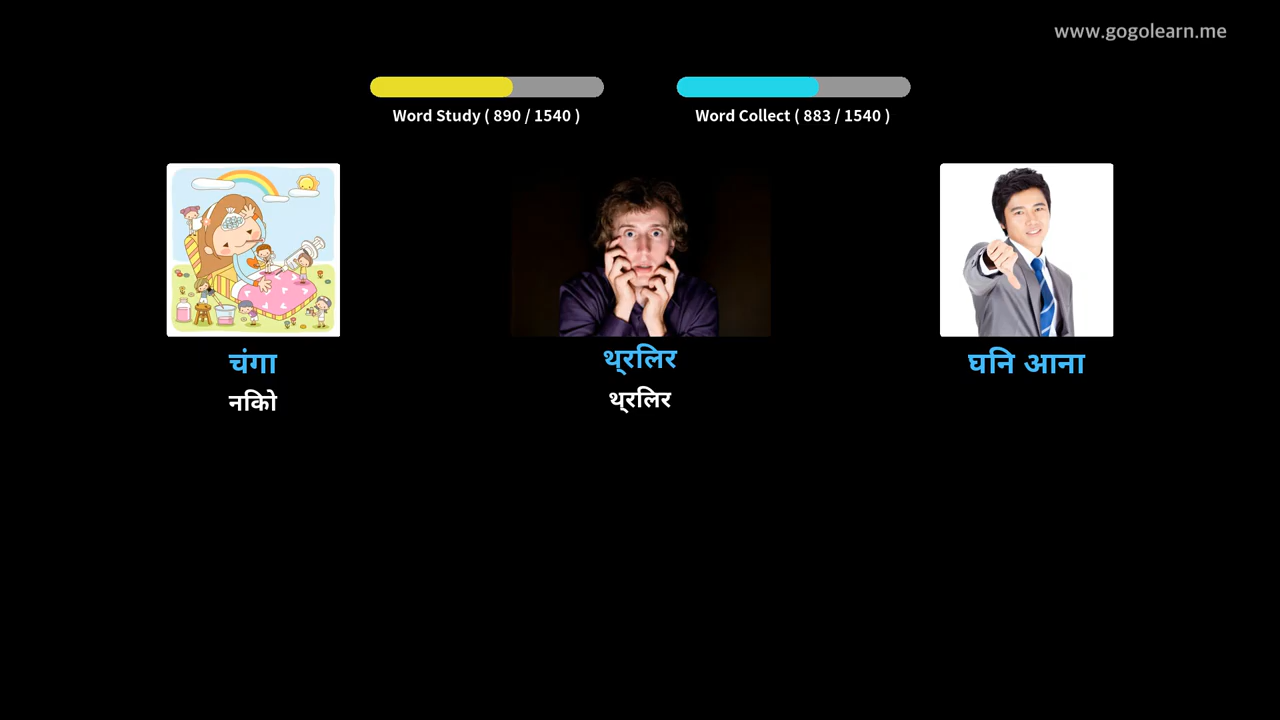 www.gogolearn.me
Word Study ( 890 / 1540 )
Word Collect ( 883 / 1540 )
चंगा
थ्रलिर
घनि आना
नकिो
थ्रलिर